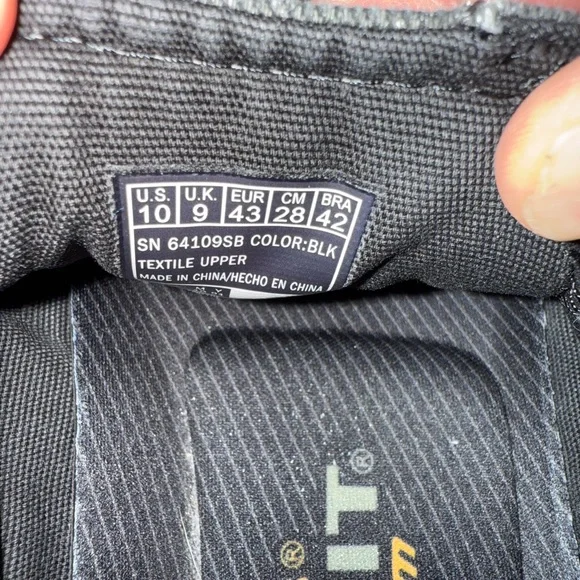 U.S. U.K. EUR CM BRA
10 9 43 28 42
SN 64109SB COLOR:BLK
TEXTILE UPPER
MADE IN CHINA/HECHO EN CHINA
IT®
®
m